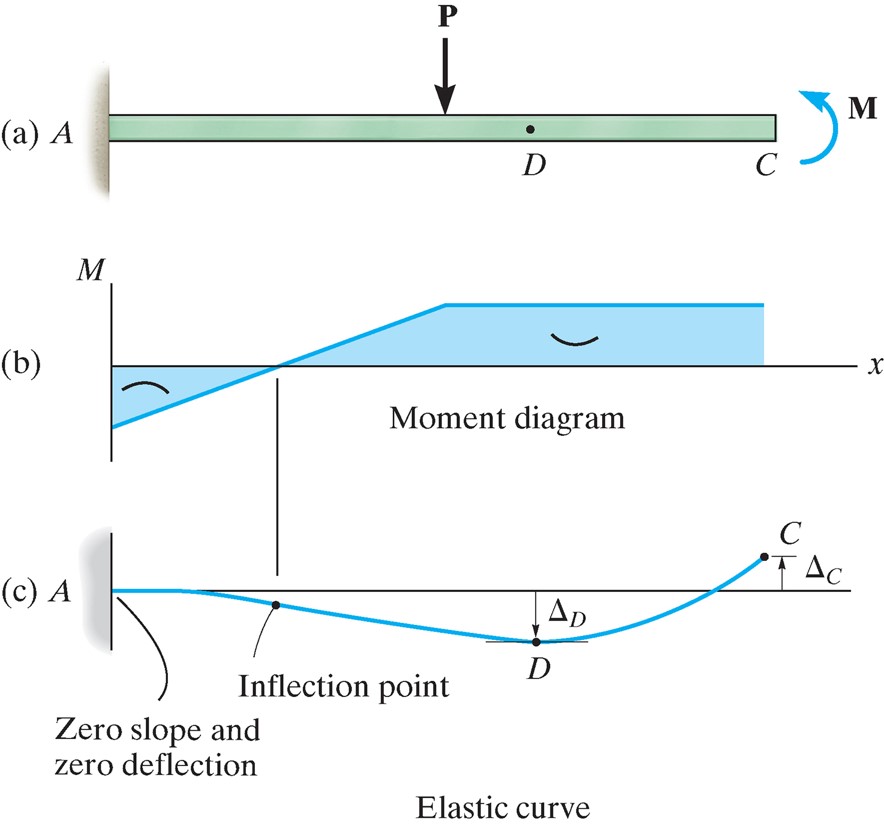 P
(a) A
M
D
C
M
(b)
x
Moment diagram
C
(c) A
Δ_C
Δ_D
D
Inflection point
Zero slope and
zero deflection
Elastic curve